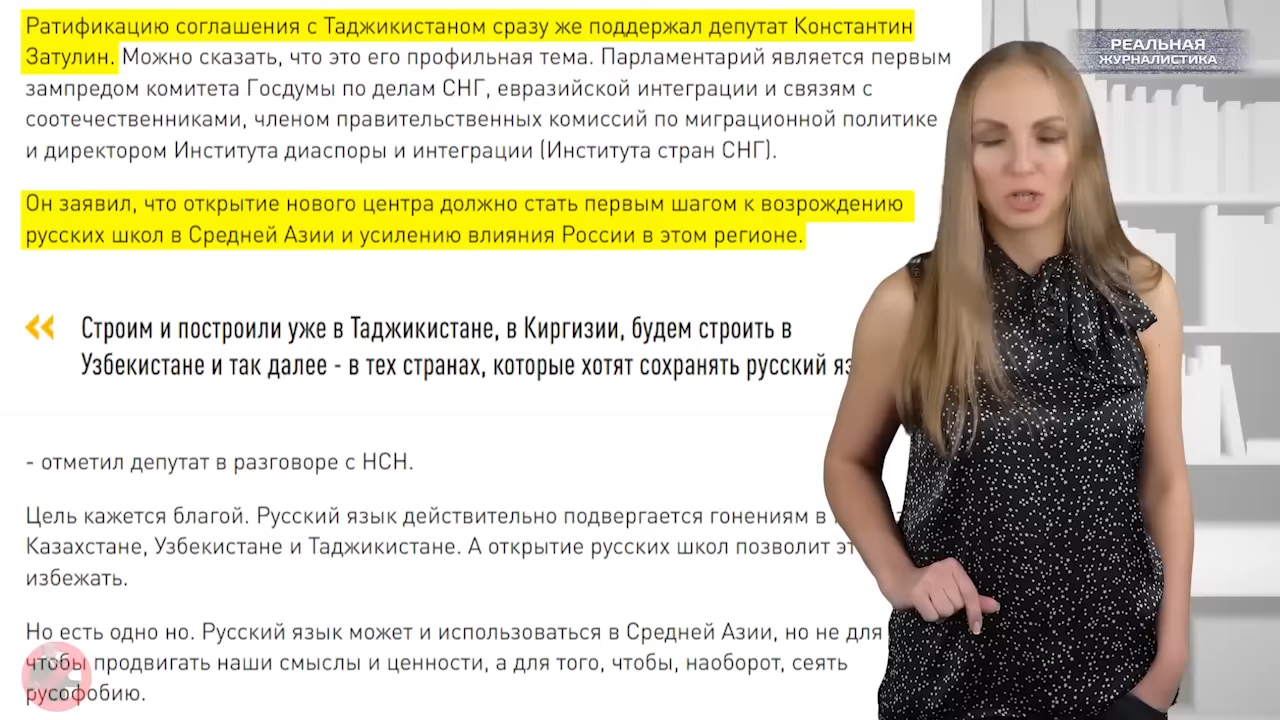 Ратификацию соглашения с Таджикистаном сразу же поддержал депутат Константин
Затулин. Можно сказать, что это его профильная тема. Парламентарий является первым
зампредом комитета Госдумы по делам СНГ, евразийской интеграции и связям с
соотечественниками, членом правительственных комиссий по миграционной политике
и директором Института диаспоры и интеграции (Института стран СНГ).
Он заявил, что открытие нового центра должно стать первым шагом к возрождению
русских школ в Средней Азии и усилению влияния России в этом регионе.
« Строим и построили уже в Таджикистане, в Киргизии, будем строить в
Узбекистане и так далее - в тех странах, которые хотят сохранять русский
- отметил депутат в разговоре с НСН.
Цель кажется благой. Русский язык действительно подвергается гонениям в
Казахстане, Узбекистане и Таджикистане. А открытие русских школ позволит
избежать.
Но есть одно но. Русский язык может и использоваться в Средней Азии, но не для
чтобы продвигать наши смыслы и ценности, а для того, чтобы, наоборот, сеять
русофобию.
РЕАЛЬНАЯ
ЖУРНАЛИСТИКА